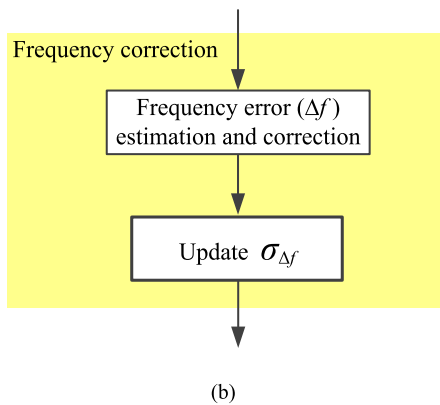 Frequency correction
Frequency error (Δf)
estimation and correction
Update σΔf
(b)